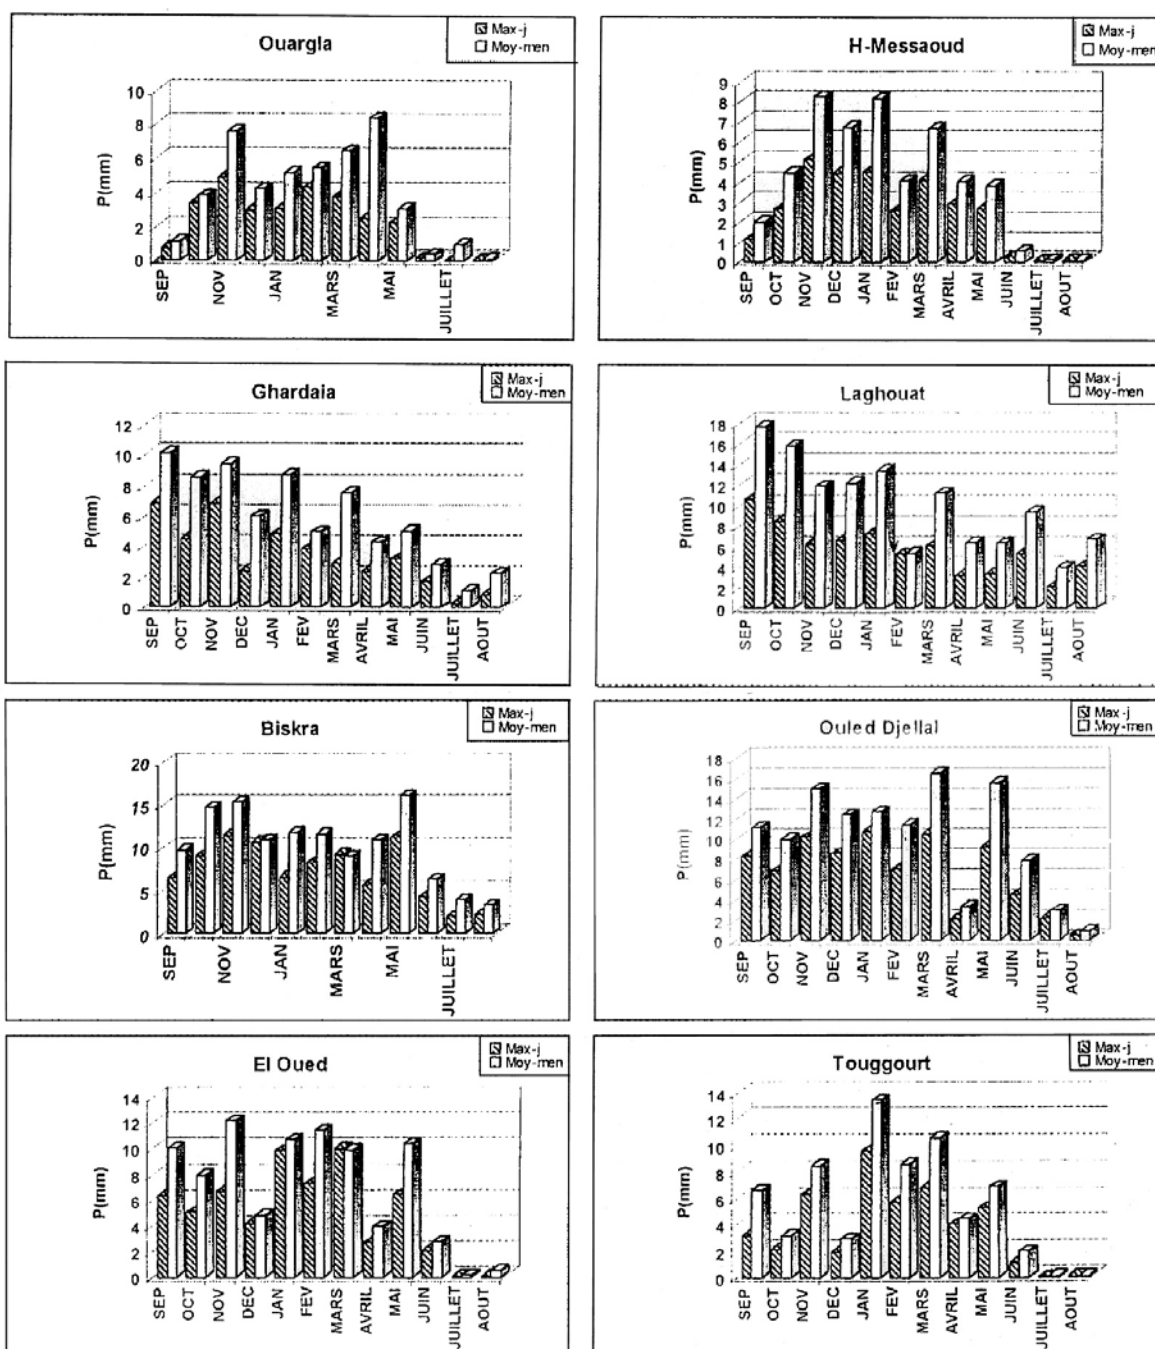 Ouargla
Max-j
Moy-men
P(mm)
10
8
6
4
2
0
SEP
NOV
JAN
MARS
MAI
JUILLET
H-Messaoud
Max-j
Moy-men
P(mm)
9
8
7
6
5
4
3
2
1
0
SEP
OCT
NOV
DEC
JAN
FEV
MARS
AVRIL
MAI
JUIN
JUILLET
AOUT
Ghardaia
Max-j
Moy-men
P(mm)
12
10
8
6
4
2
0
SEP
OCT
NOV
DEC
JAN
FEV
MARS
AVRIL
MAI
JUIN
JUILLET
AOUT
Laghouat
Max-j
Moy-men
P(mm)
18
16
14
12
10
8
6
4
2
0
SEP
OCT
NOV
DEC
JAN
FEV
MARS
AVRIL
MAI
JUIN
JUILLET
AOUT
Biskra
Max-j
Moy-men
P(mm)
20
15
10
5
0
SEP
NOV
JAN
MARS
MAI
JUILLET
Ouled Djellal
Max-j
Moy-men
P(mm)
18
16
14
12
10
8
6
4
2
0
SEP
OCT
NOV
DEC
JAN
FEV
MARS
AVRIL
MAI
JUIN
JUILLET
AOUT
El Oued
Max-j
Moy-men
P(mm)
14
12
10
8
6
4
2
0
SEP
OCT
NOV
DEC
JAN
FEV
MARS
AVRIL
MAI
JUIN
JUILLET
AOUT
Touggourt
Max-j
Moy-men
P(mm)
14
12
10
8
6
4
2
0
SEP
OCT
NOV
DEC
JAN
FEV
MARS
AVRIL
MAI
JUIN
JUILLET
AOUT